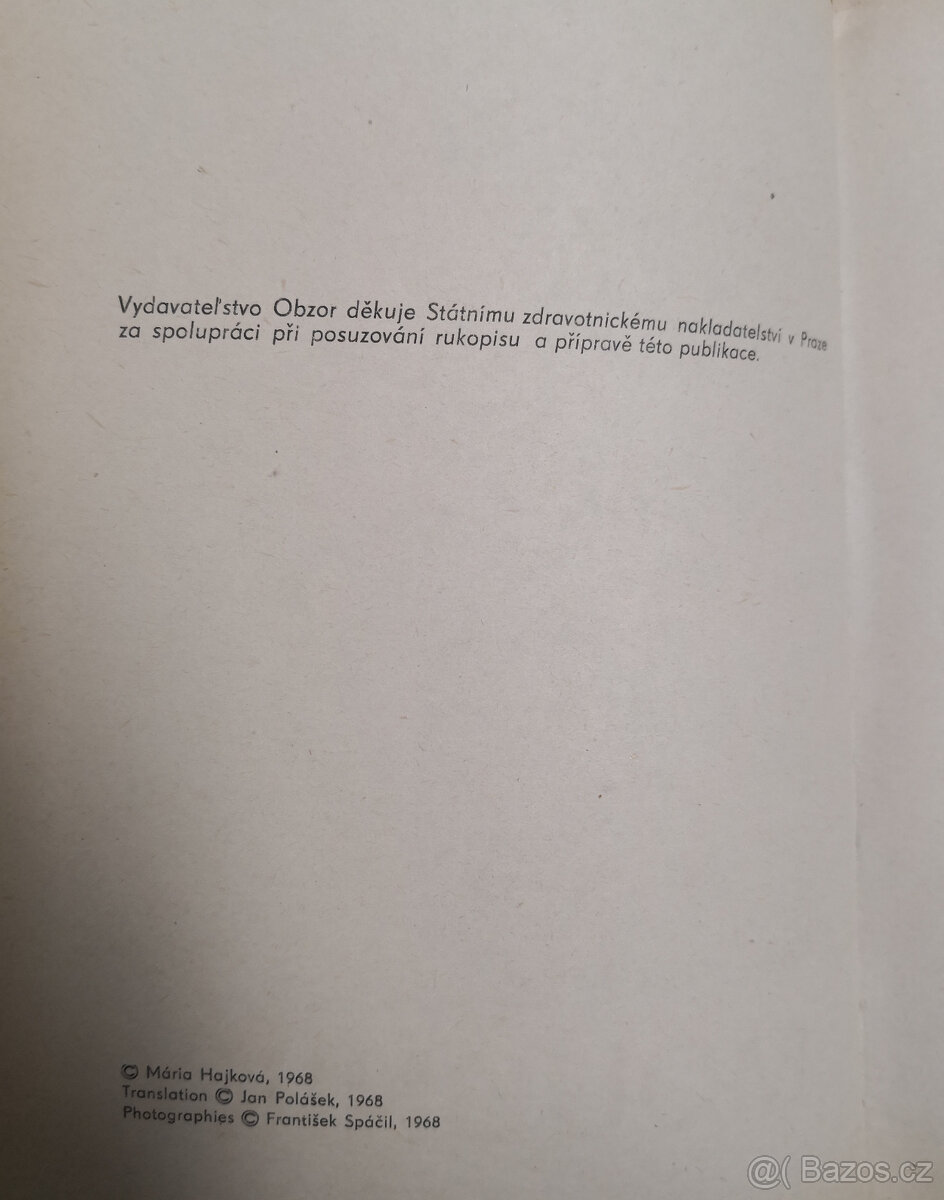 Vydavateľstvo Obzor děkuje Státnímu zdravotnickému nakladatelství v Praze
za spolupráci při posuzování rukopisu a přípravě této publikace.
© Mária Hajková, 1968
Translation © Jan Polášek, 1968
Photographies © František Spáčil, 1968
@( Bazos.cz